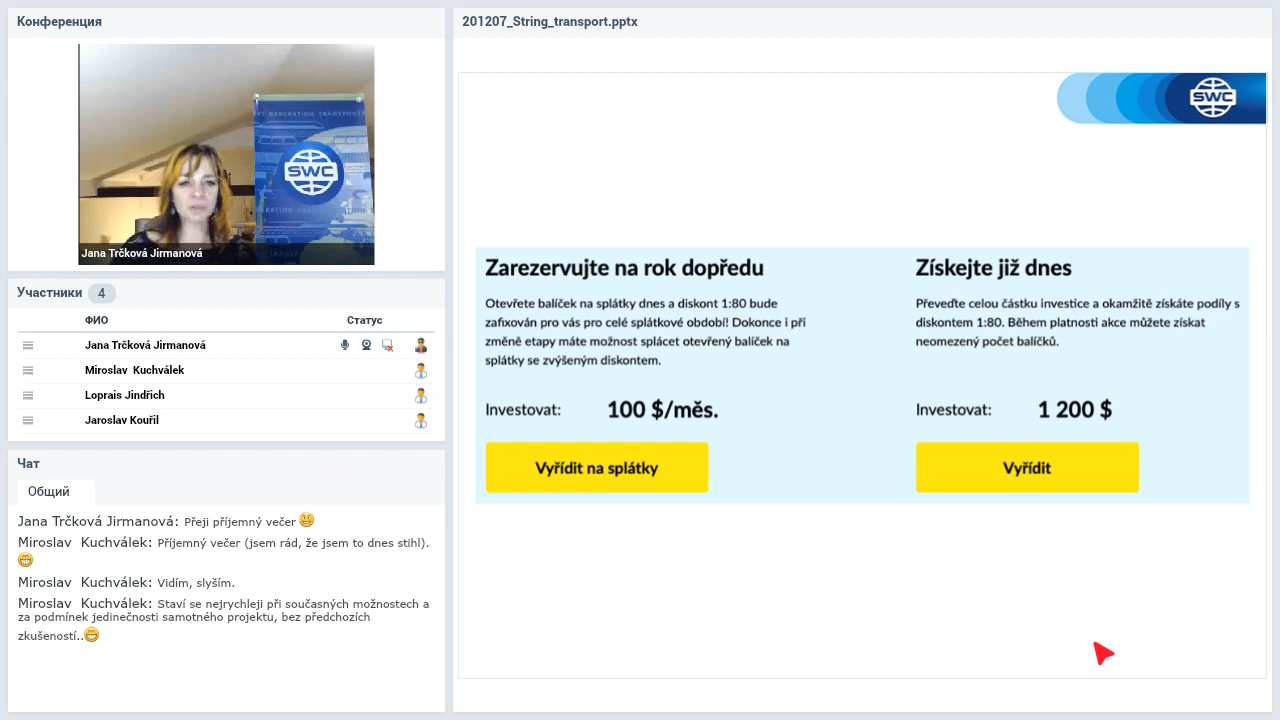 Конференция
SWC
Jana Trčková Jirmanová
Участники 4
ФИО Статус
Jana Trčková Jirmanová
Miroslav Kuchválek
Loprais Jindřich
Jaroslav Kouřil
Чат
Общий
Jana Trčková Jirmanová: Přeji příjemný večer
Miroslav Kuchválek: Příjemný večer (jsem rád, že jsem to dnes stihl).
Miroslav Kuchválek: Vidím, slyším.
Miroslav Kuchválek: Staví se nejrychleji při současných možnostech a
za podmínek jedinečnosti samotného projektu, bez předchozích
zkušeností..
201207_String_transport.pptx
SWC
Zarezervujte na rok dopředu
Otevřete balíček na splátky dnes a diskont 1:80 bude
zafixován pro vás pro celé splátkové období! Dokonce i při
změně etapy máte možnost splácet otevřený balíček na
splátky se zvýšeným diskontem.
Investovat: 100 $/měs.
Vyřídit na splátky
Získejte již dnes
Převeďte celou částku investice a okamžitě získáte podíly s
diskontem 1:80. Během platnosti akce můžete získat
neomezený počet balíčků.
Investovat: 1 200 $
Vyřídit